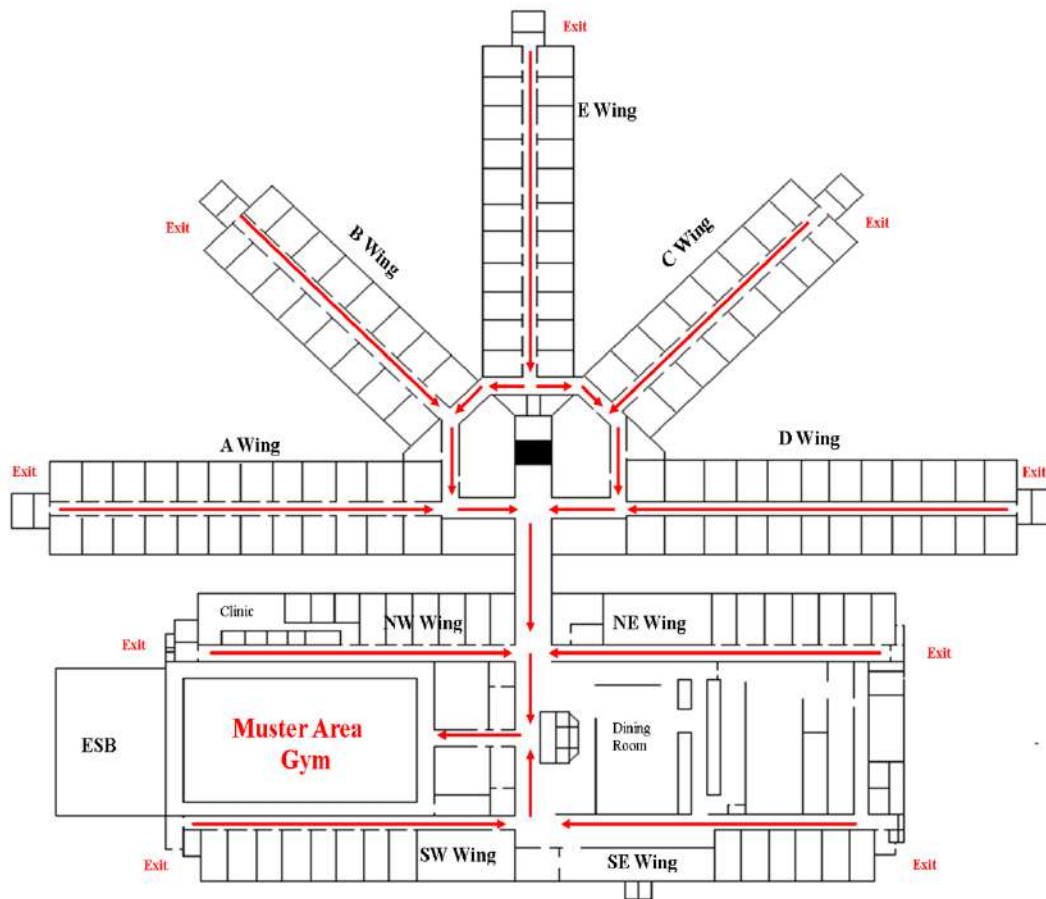 Exit
E Wing
Exit
B Wing
C Wing
Exit
A Wing
D Wing
Exit
Exit
Clinic
NW Wing
NE Wing
Exit
Exit
ESB
Muster Area
Gym
Dining
Room
SW Wing
SE Wing
Exit
Exit